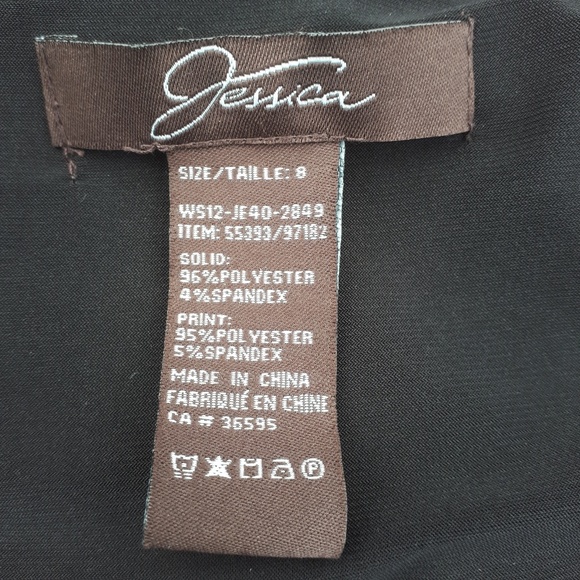 Jessica
SIZE/TAILLE: 8
WS12-JE40-2849
ITEM: 55393/97182
SOLID:
96%POLYESTER
4%SPANDEX
PRINT:
95%POLYESTER
5%SPANDEX
MADE IN CHINA
FABRIQUÉ EN CHINE
CA # 36595
P